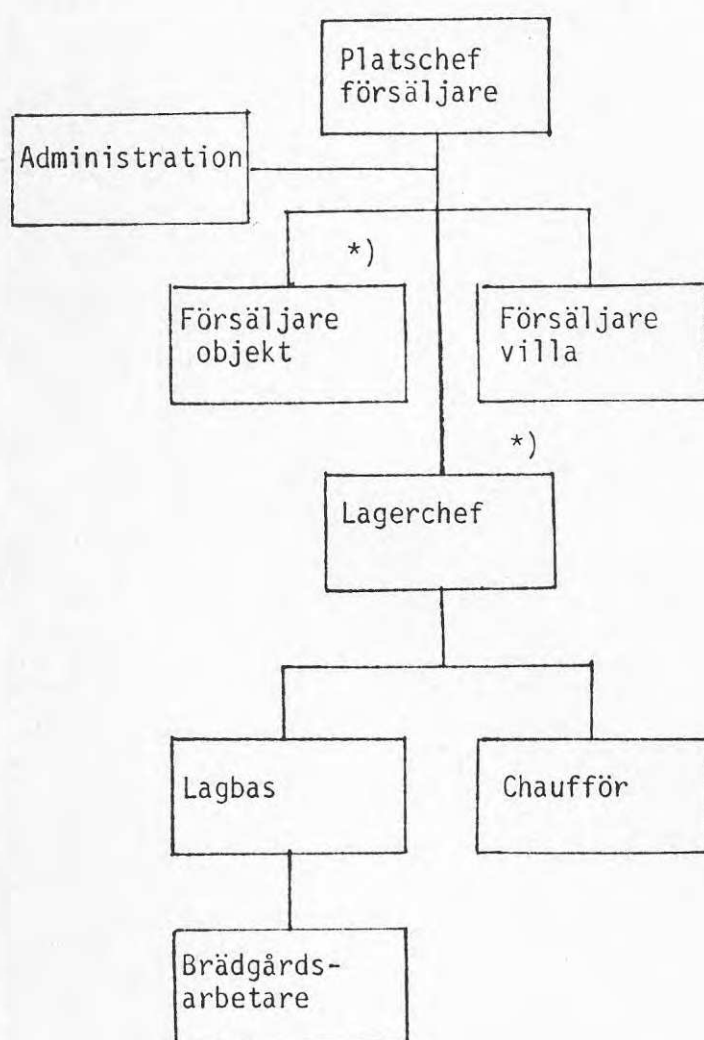 Platschef
försäljare
Administration
*)
Försäljare
objekt
Försäljare
villa
*)
Lagerchef
Lagbas
Chaufför
Brädgårds-
arbetare